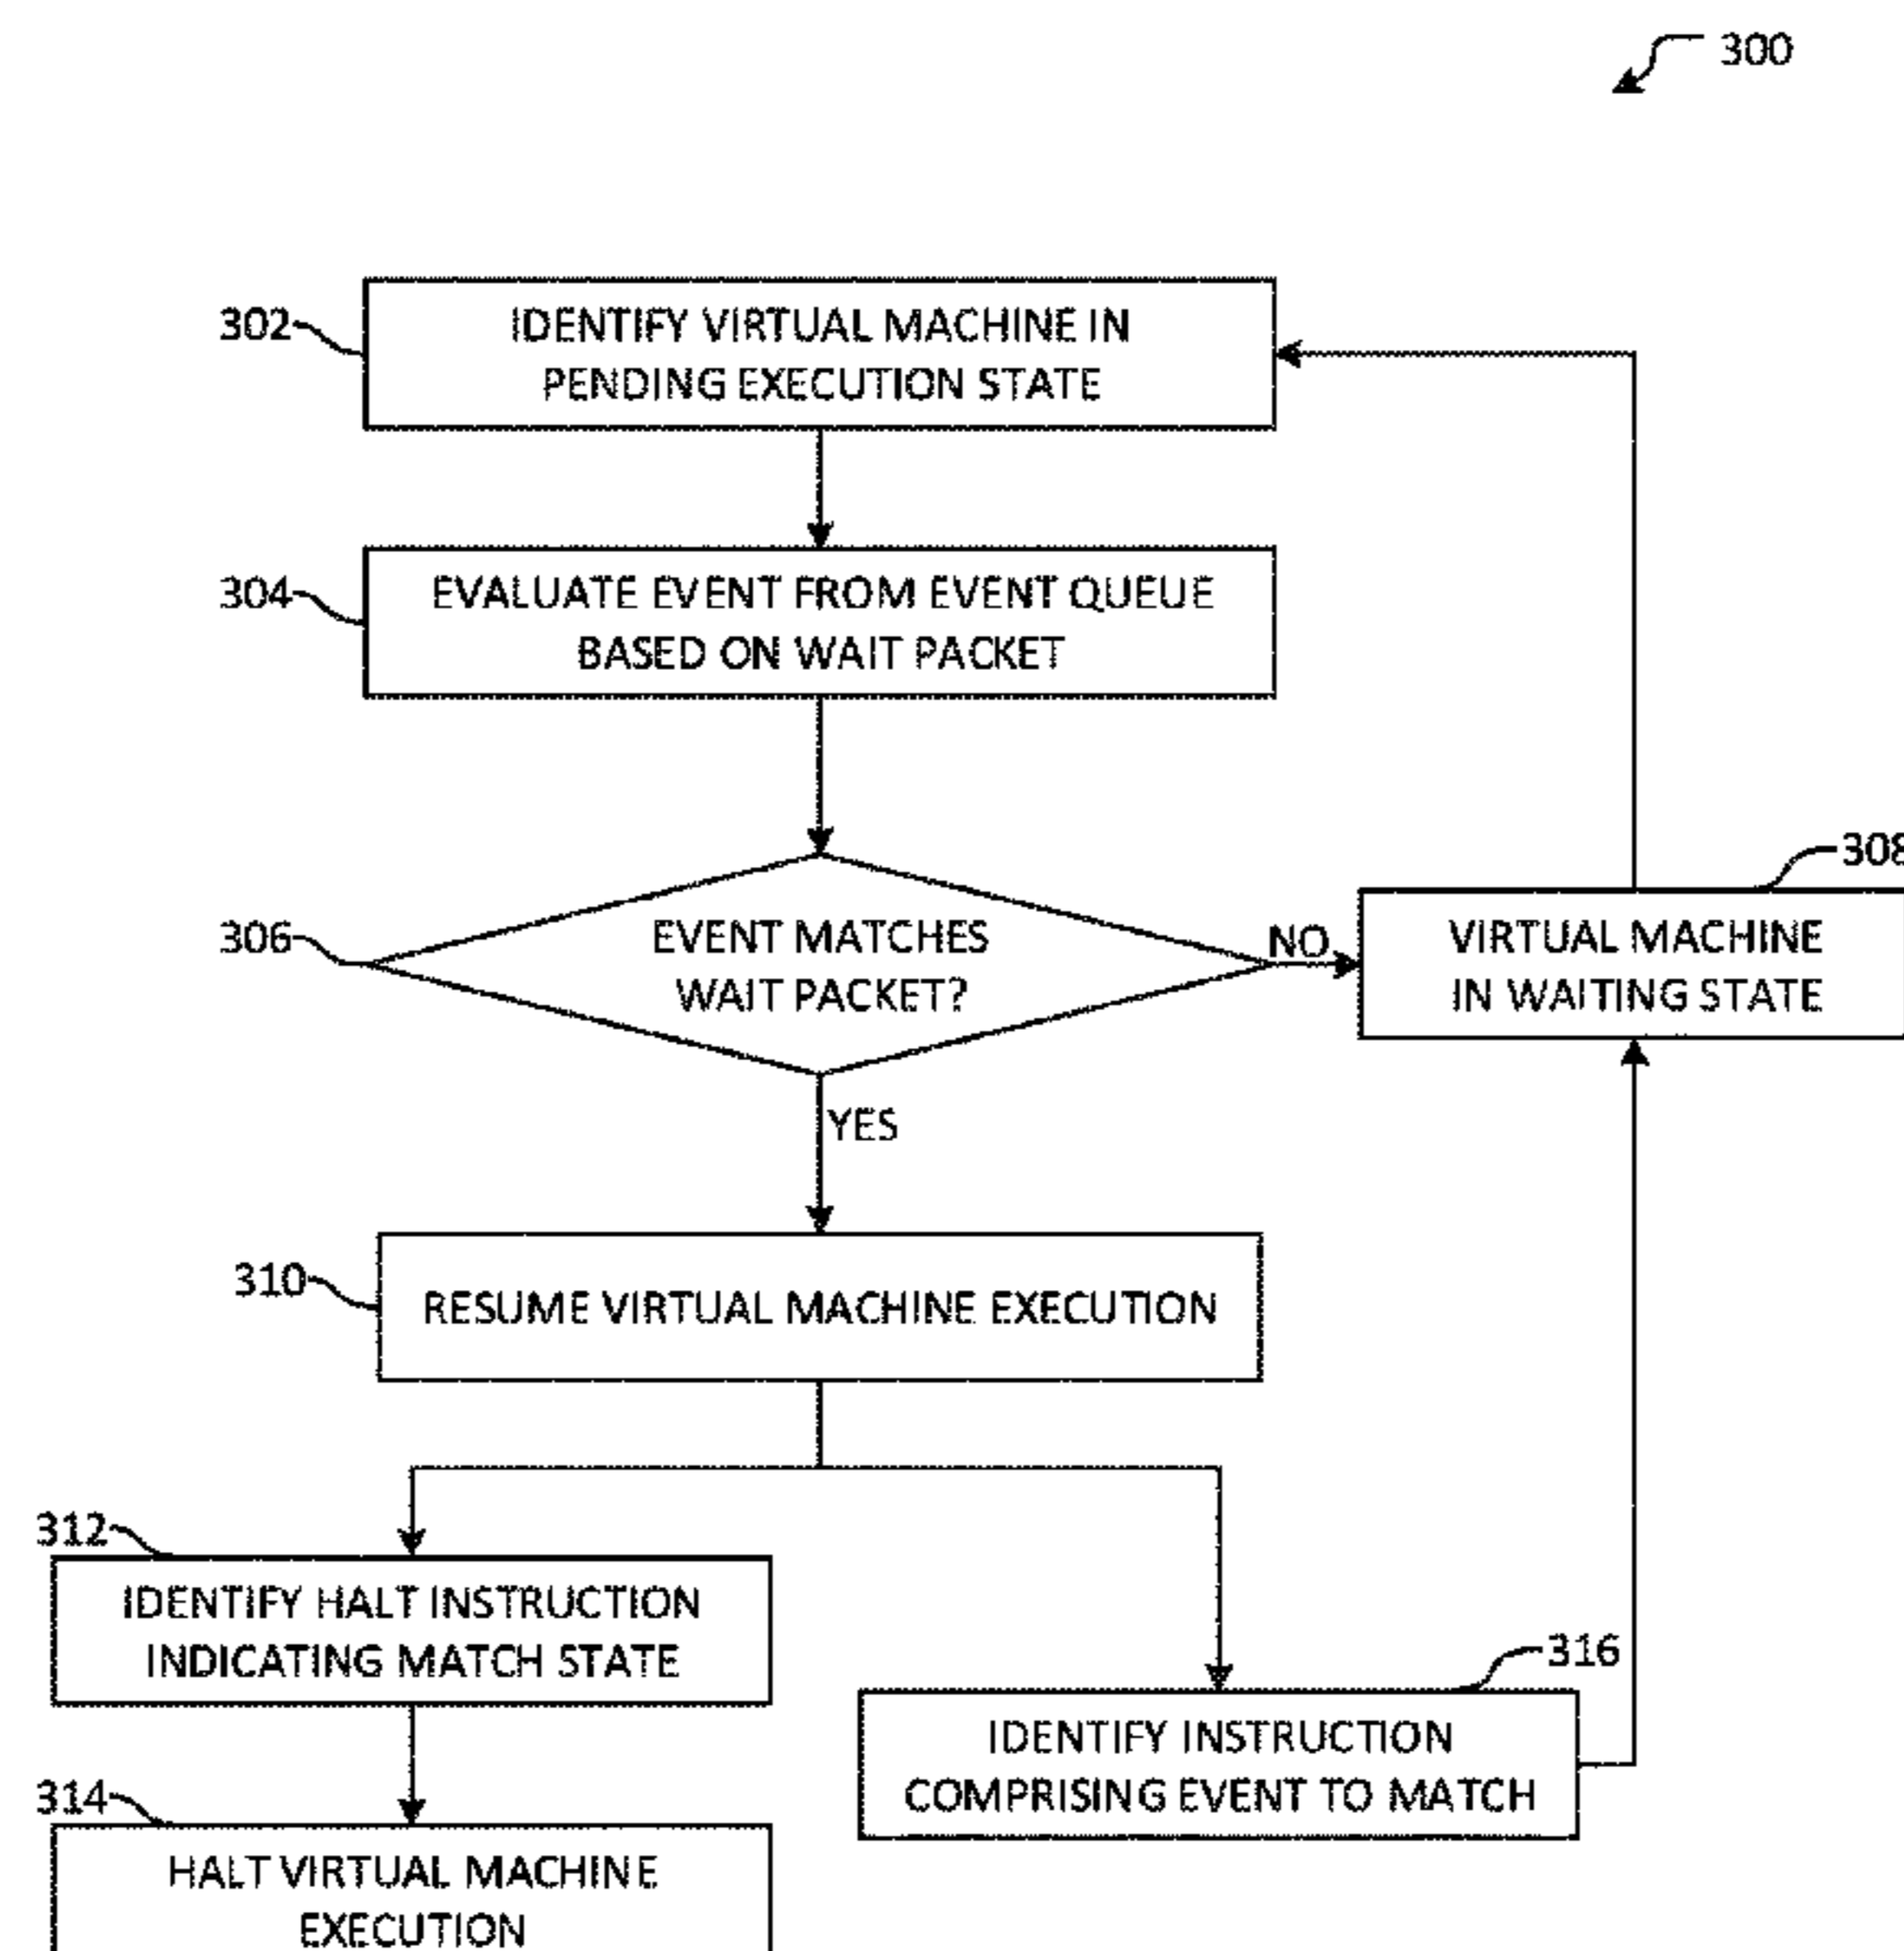 300
302
IDENTIFY VIRTUAL MACHINE IN
PENDING EXECUTION STATE
304
EVALUATE EVENT FROM EVENT QUEUE
BASED ON WAIT PACKET
306
EVENT MATCHES
WAIT PACKET?
NO
308
VIRTUAL MACHINE
IN WAITING STATE
YES
310
RESUME VIRTUAL MACHINE EXECUTION
312
IDENTIFY HALT INSTRUCTION
INDICATING MATCH STATE
316
IDENTIFY INSTRUCTION
COMPRISING EVENT TO MATCH
314
HALT VIRTUAL MACHINE
EXECUTION